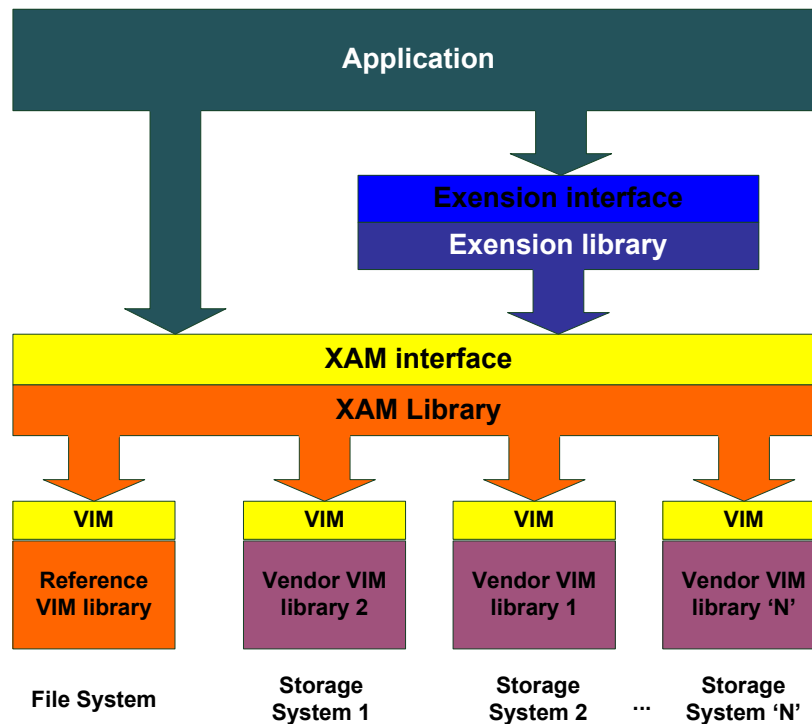 Application
Exension interface
Exension library
XAM interface
XAM Library
VIM
VIM
VIM
VIM
Reference
VIM library
Vendor VIM
library 2
Vendor VIM
library 1
Vendor VIM
library ‘N’
File System
Storage
System 1
Storage
System 2
...
Storage
System ‘N’